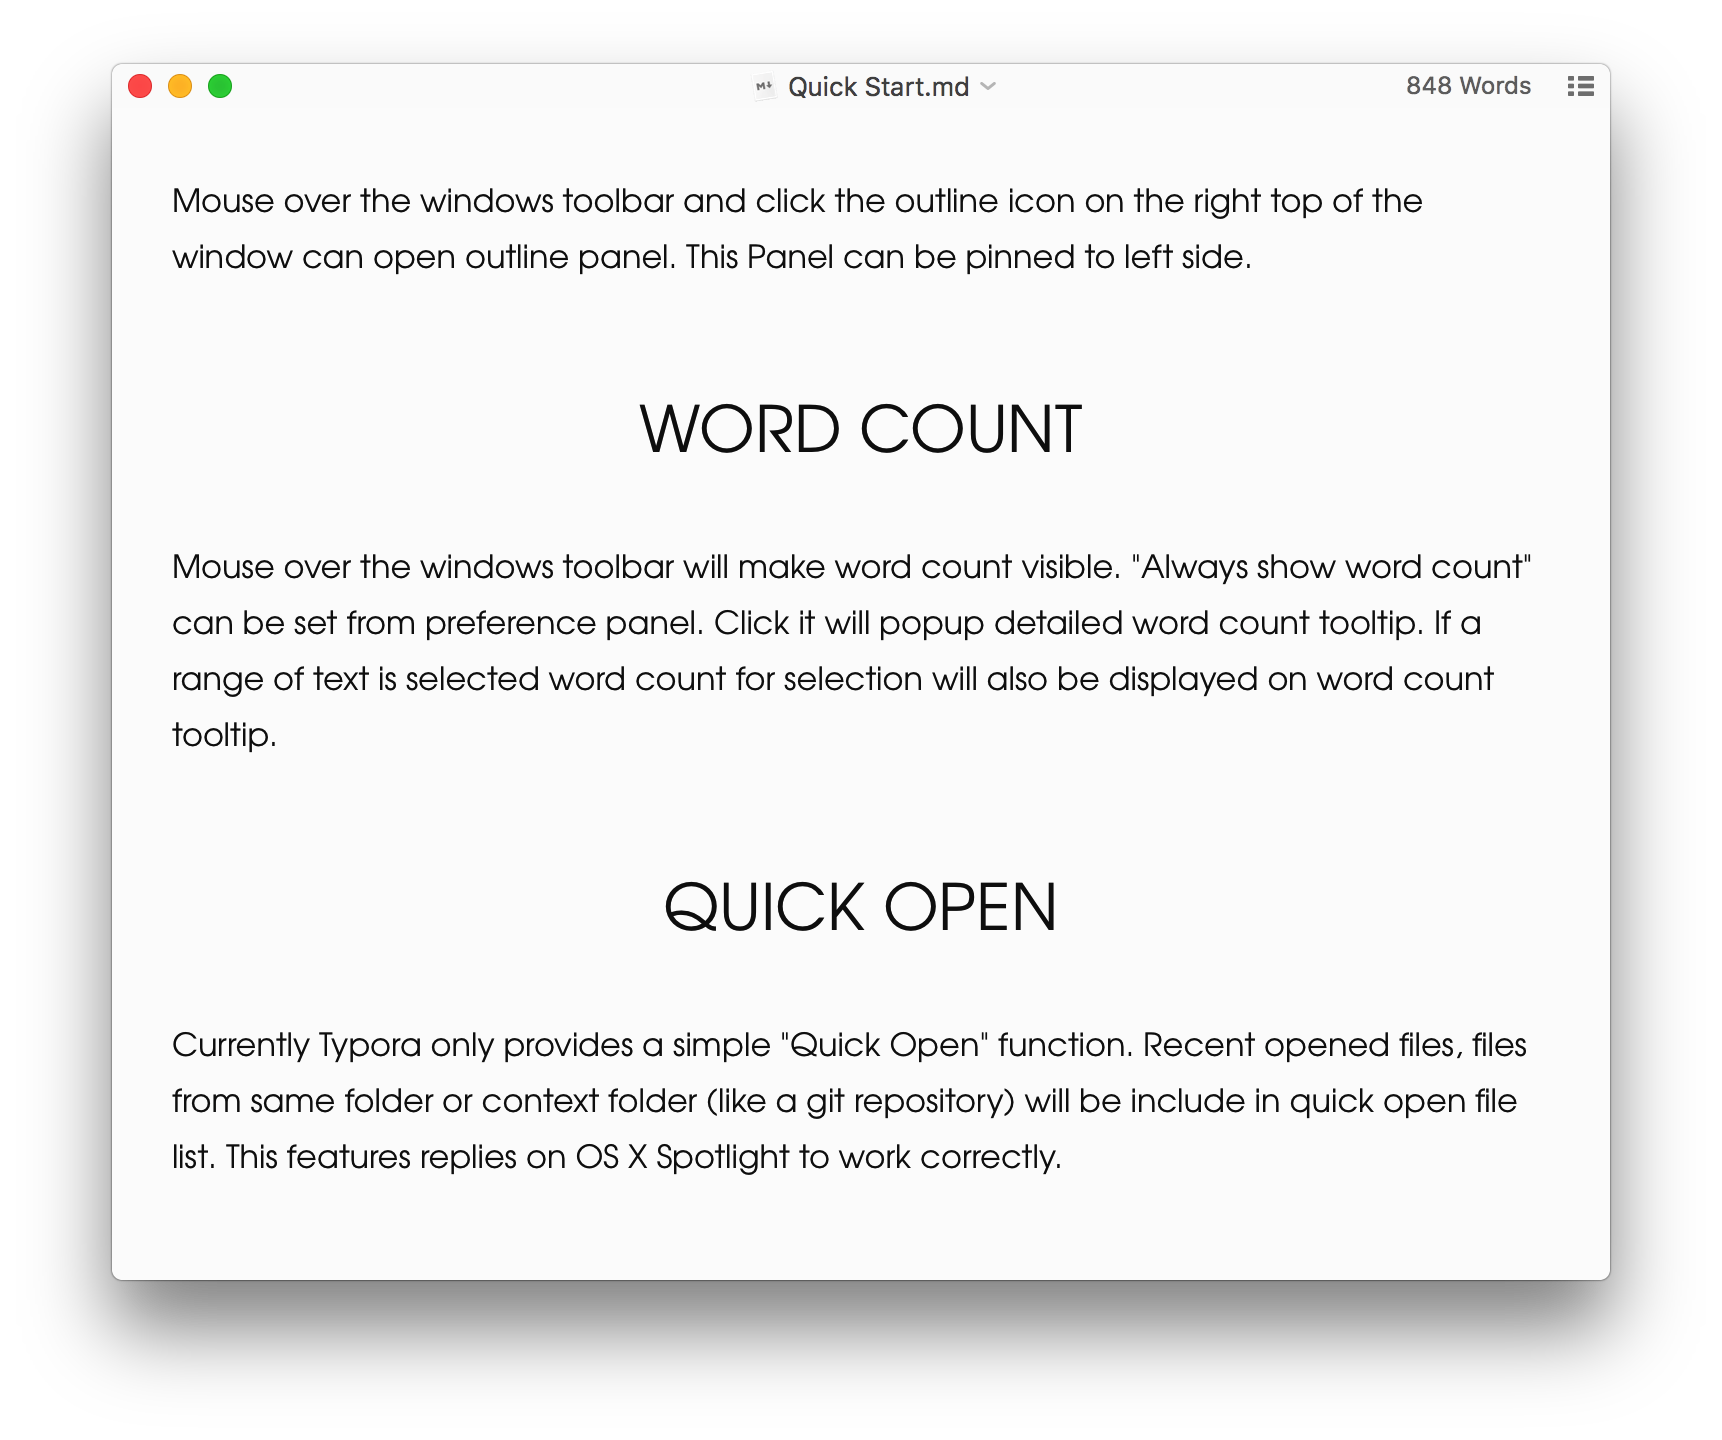 Quick Start.md
848 Words
Mouse over the windows toolbar and click the outline icon on the right top of the
window can open outline panel. This Panel can be pinned to left side.
WORD COUNT
Mouse over the windows toolbar will make word count visible. "Always show word count"
can be set from preference panel. Click it will popup detailed word count tooltip. If a
range of text is selected word count for selection will also be displayed on word count
tooltip.
QUICK OPEN
Currently Typora only provides a simple "Quick Open" function. Recent opened files, files
from same folder or context folder (like a git repository) will be include in quick open file
list. This features replies on OS X Spotlight to work correctly.